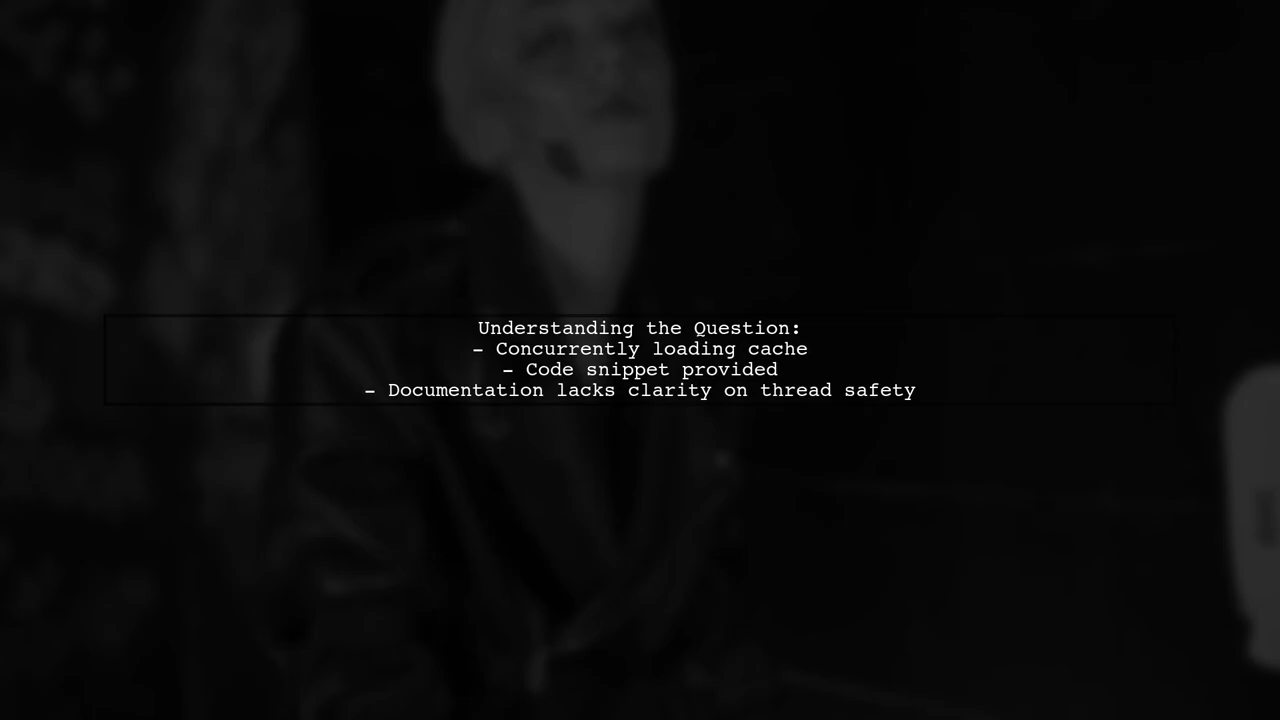 Understanding the Question:
- Concurrently loading cache
- Code snippet provided
- Documentation lacks clarity on thread safety